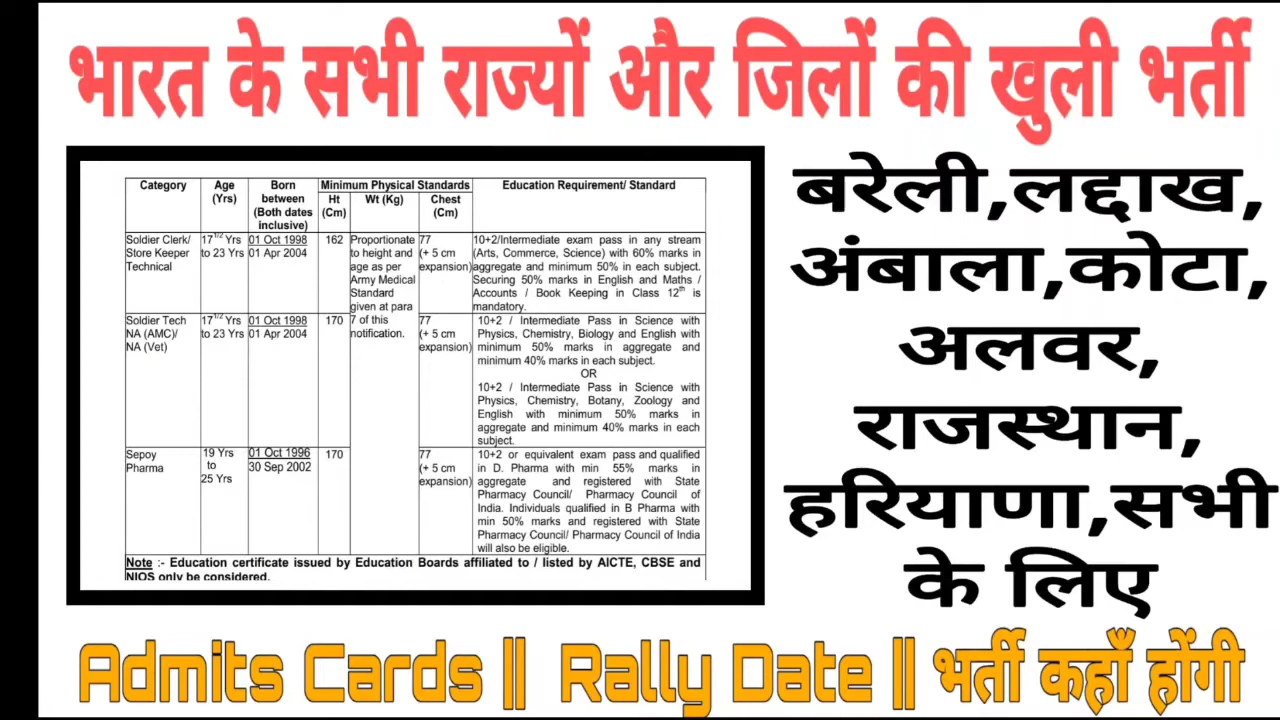 भारत के सभी राज्यों और जिलों की खुली भर्ती
Category
Age
(Yrs)
Born
between
(Both dates
inclusive)
Minimum Physical Standards
Ht
(Cm)
Wt (Kg)
Chest
(Cm)
Education Requirement/ Standard
Soldier Clerk/
Store Keeper
Technical
17 1/2 Yrs
to 23 Yrs
01 Oct 1998
01 Apr 2004
162
Proportionate
to height and
age as per
Army Medical
Standard
given at para
7 of this
notification.
77
(+ 5 cm
expansion)
10+2/Intermediate exam pass in any stream
(Arts, Commerce, Science) with 60% marks in
aggregate and minimum 50% in each subject.
Securing 50% marks in English and Maths /
Accounts / Book Keeping in Class 12th is
mandatory.
Soldier Tech
NA (AMC)/
NA (Vet)
17 1/2 Yrs
to 23 Yrs
01 Oct 1998
01 Apr 2004
170
77
(+ 5 cm
expansion)
10+2 / Intermediate Pass in Science with
Physics, Chemistry, Biology and English with
minimum 50% marks in aggregate and
minimum 40% marks in each subject.
OR
10+2 / Intermediate Pass in Science with
Physics, Chemistry, Botany, Zoology and
English with minimum 50% marks in
aggregate and minimum 40% marks in each
subject.
Sepoy
Pharma
19 Yrs
to
25 Yrs
01 Oct 1996
30 Sep 2002
170
77
(+ 5 cm
expansion)
10+2 or equivalent exam pass and qualified
in D. Pharma with min 55% marks in
aggregate and registered with State
Pharmacy Council/ Pharmacy Council of
India. Individuals qualified in B Pharma with
min 50% marks and registered with State
Pharmacy Council/ Pharmacy Council of India
will also be eligible.
Note :- Education certificate issued by Education Boards affiliated to / listed by AICTE, CBSE and
NIOS only be considered.
बरेली,लद्दाख,
अंबाला,कोटा,
अलवर,
राजस्थान,
हरियाणा,सभी
के लिए
Admits Cards || Rally Date || भर्ती कहाँ होंगी